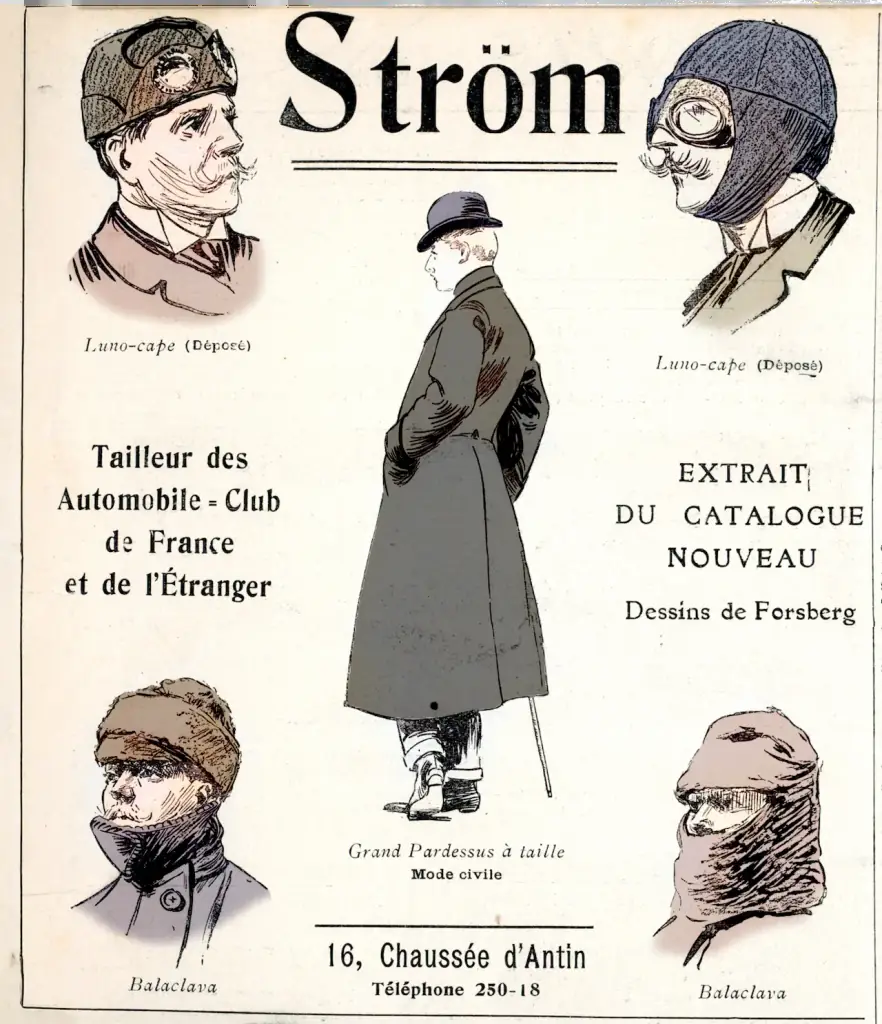 Ström
Luno-cape (Déposé)
Luno-cape (Déposé)
Tailleur des
Automobile=Club
de France
et de l'Étranger
EXTRAIT
DU CATALOGUE
NOUVEAU
Dessins de Forsberg
Grand Pardessus à taille
Mode civile
16, Chaussée d'Antin
Téléphone 250-18
Balaclava
Balaclava